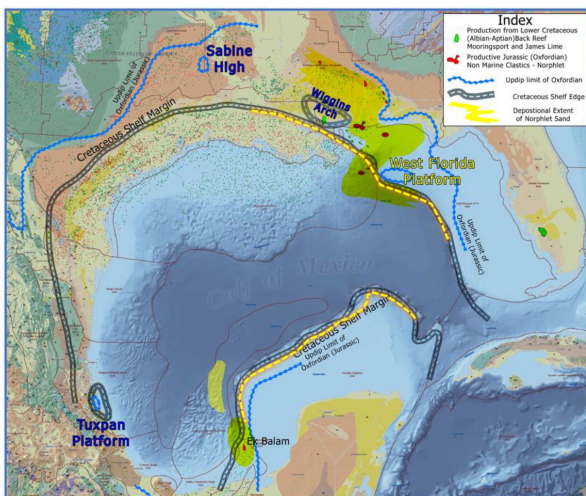 Index
Production from Lower Cretaceous
(Albian-Aptian)Back Reef
Mooringsport and James Lime
Productive Jurassic (Oxfordian)
Non Marine Clastics - Norphlet
Updip limit of Oxfordian
Cretaceous Shelf Edge
Depositional Extent
of Norphlet Sand
Sabine
High
Updip Limit of
Oxfordian (Jurassic)
Cretaceous Shelf Margin
Wiggins
Arch
West Florida
Platform
Updip Limit of
Oxfordian (Jurassic)
Gulf of Mexico
Cretaceous Shelf Margin
Updip Limit of
Oxfordian (Jurassic)
Tuxpan
Platform
Ek Balam